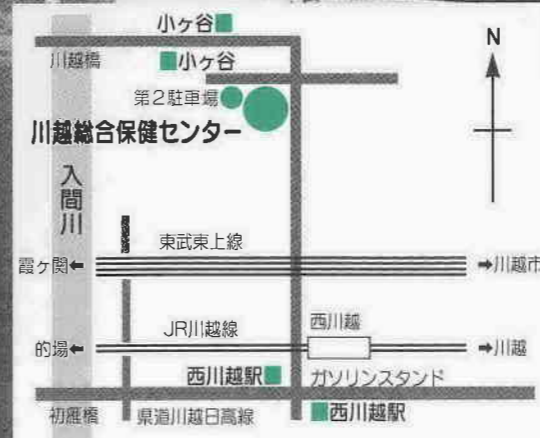 小ヶ谷
川越橋
小ヶ谷
N
第2駐車場
川越総合保健センター
入間川
東武東上線
霞ヶ関←
→川越市
JR川越線
西川越
的場←
→川越
西川越駅
ガソリンスタンド
初雁橋
県道川越日高線
西川越駅